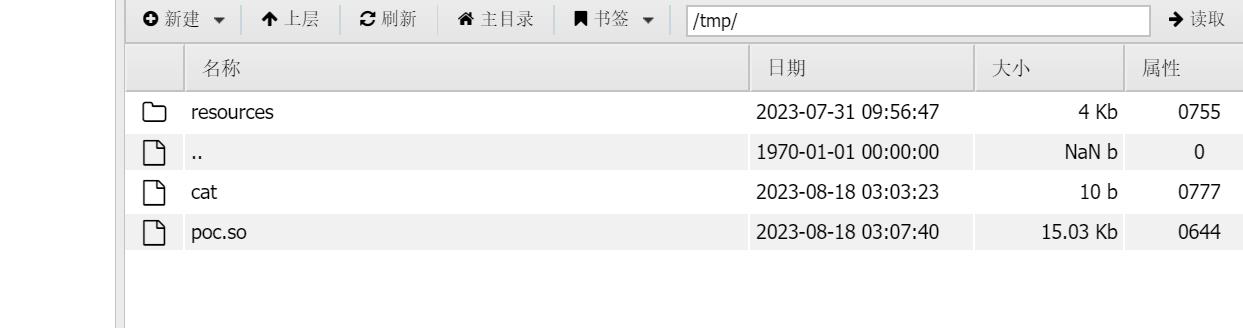 新建 上层 刷新 主目录 书签 /tmp/ 读取
名称 日期 大小 属性
resources 2023-07-31 09:56:47 4 Kb 0755
.. 1970-01-01 00:00:00 NaN b 0
cat 2023-08-18 03:03:23 10 b 0777
poc.so 2023-08-18 03:07:40 15.03 Kb 0644